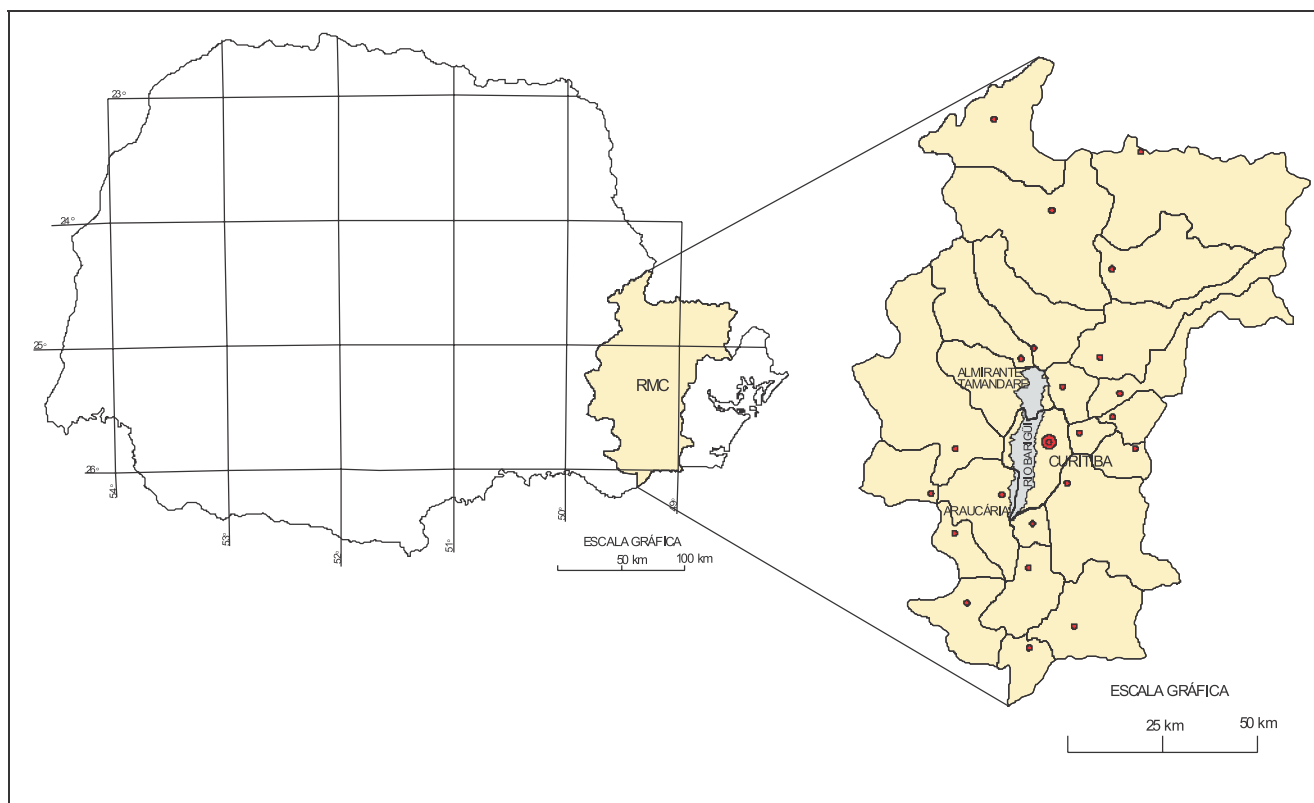 23°
24°
25°
26°
54°
53°
52°
51°
50°
49°
RMC
ESCALA GRÁFICA
50 km 100 km
ALMIRANTE
TAMANDARÉ
RIO BARIGÜI
CURITIBA
ARAUCÁRIA
ESCALA GRÁFICA
25 km 50 km